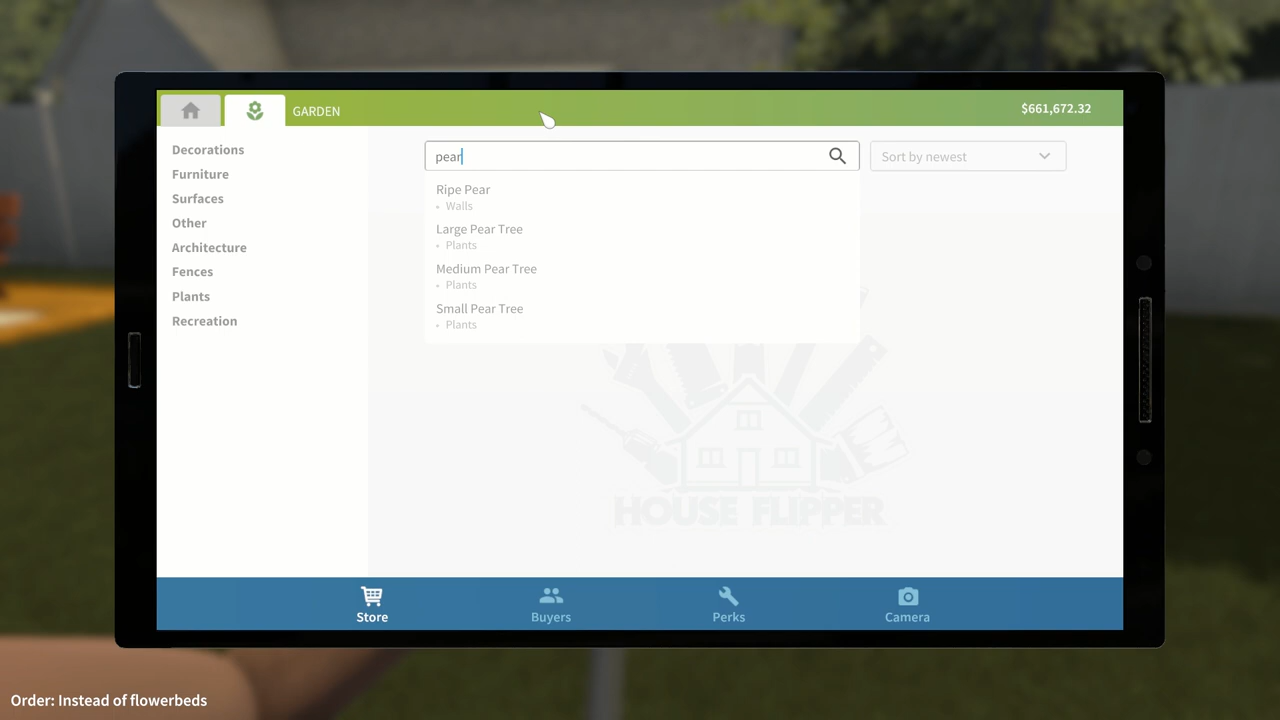 GARDEN
$661,672.32
Decorations
Furniture
Surfaces
Other
Architecture
Fences
Plants
Recreation
pear
Sort by newest
Ripe Pear
• Walls
Large Pear Tree
• Plants
Medium Pear Tree
• Plants
Small Pear Tree
• Plants
HOUSE FLIPPER
Store
Buyers
Perks
Camera
Order: Instead of flowerbeds